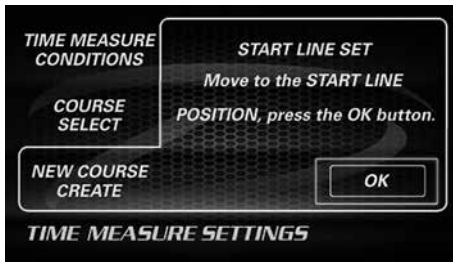 TIME MEASURE
CONDITIONS
COURSE
SELECT
NEW COURSE
CREATE
START LINE SET
Move to the START LINE
POSITION, press the OK button.
OK
TIME MEASURE SETTINGS